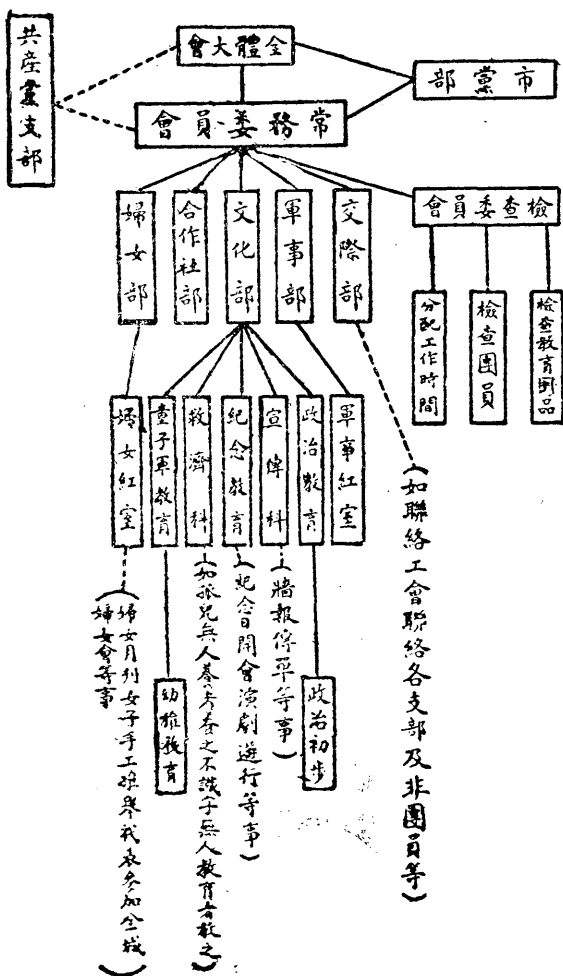 共產黨支部
全體大會
市黨部
常務委員會
檢查委員會
交際部
軍事部
文化部
合作社部
婦女部
檢查教育
檢查團員
分配工作時間
軍事紅室
政治教育
宣傳科
紀念教育
救濟科
童子軍教育
婦女紅室
(如聯絡工會聯絡各支部及非團員等)
政治初步
(牆報傳單等事)
(紀念日開會演劇遊行等事)
(如孤兒無人養者養之不識字無人教育者教之)
幼稚教育
(婦女月刊女子手工選舉代表參加全城
婦女會等事)